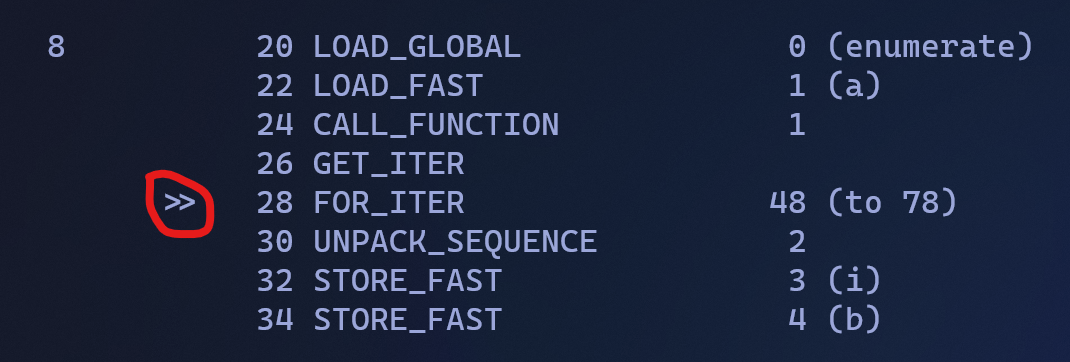 8 20 LOAD_GLOBAL 0 (enumerate)
22 LOAD_FAST 1 (a)
24 CALL_FUNCTION 1
26 GET_ITER
>> 28 FOR_ITER 48 (to 78)
30 UNPACK_SEQUENCE 2
32 STORE_FAST 3 (i)
34 STORE_FAST 4 (b)